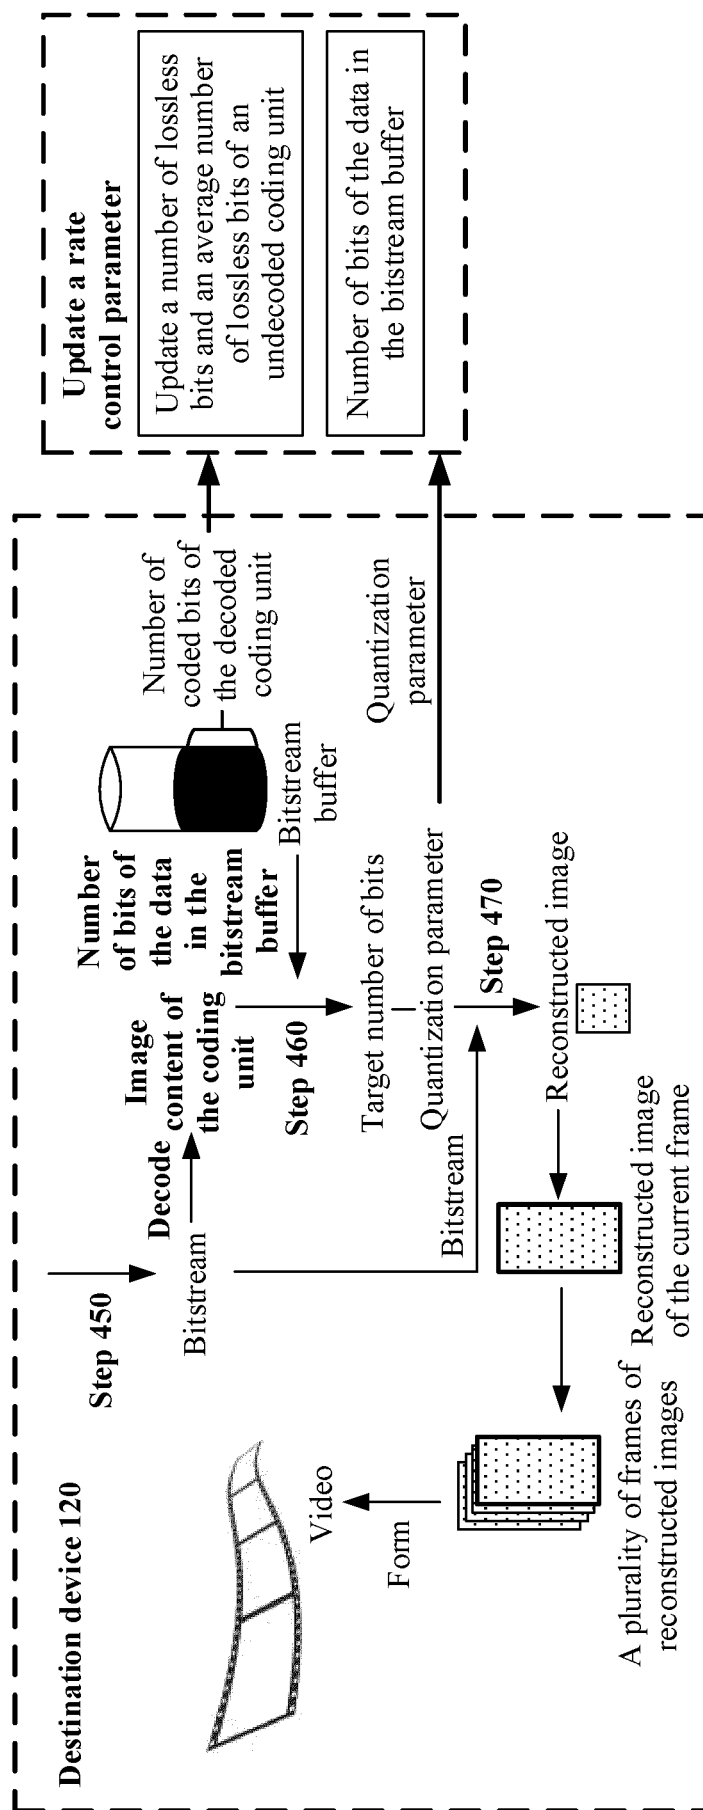 Destination device 120
Step 450
Bitstream
Decode
Image
content of
the coding
unit
Number
of bits of
the data
in the
bitstream
buffer
Bitstream
buffer
Number of
coded bits of
the decoded
coding unit
Step 460
Target number of bits
Quantization parameter
Quantization
parameter
Bitstream
Step 470
Reconstructed image
Reconstructed image
of the current frame
A plurality of frames of
reconstructed images
Form
Video
Update a rate
control parameter
Update a number of lossless
bits and an average number
of lossless bits of an
undecoded coding unit
Number of bits of the data in
the bitstream buffer